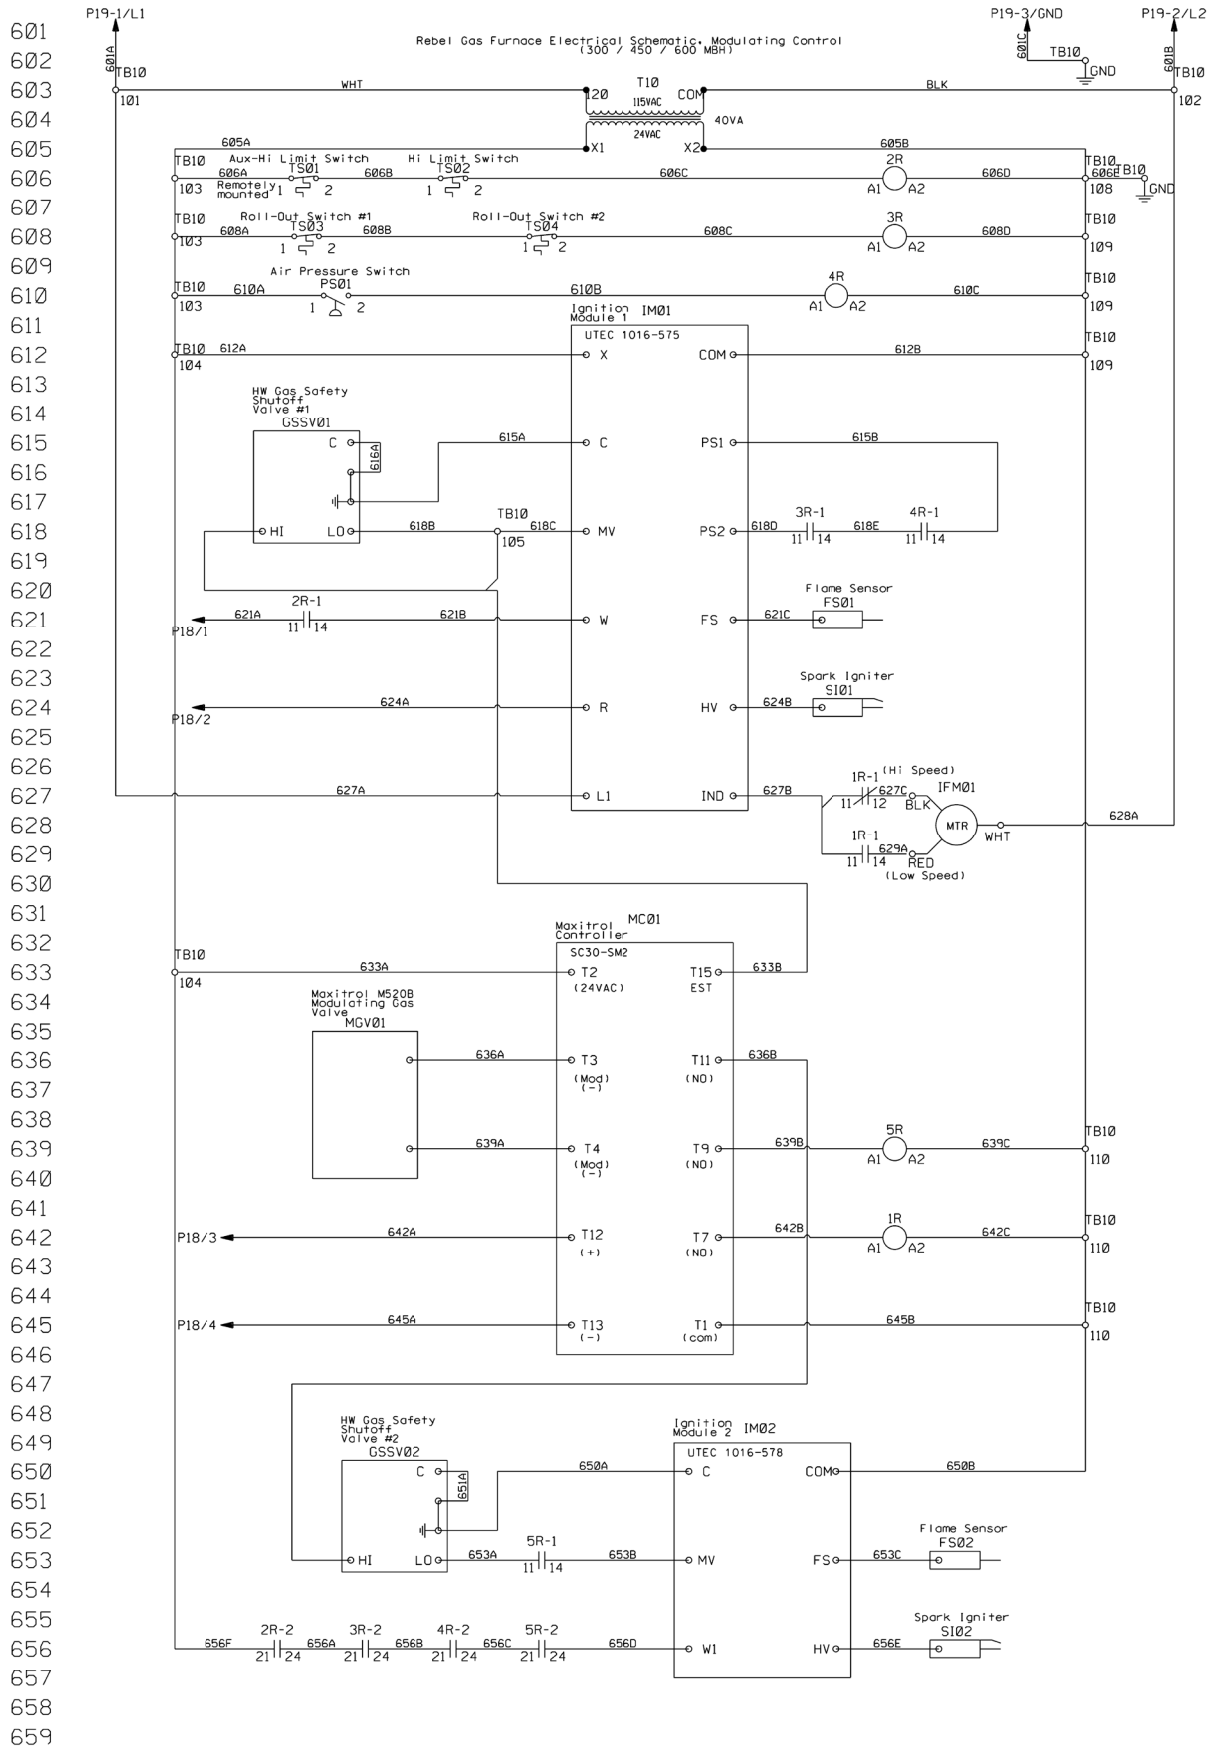 P19-1/L1 P19-3/GND P19-2/L2
601
601A 601C 601B
Rebel Gas Furnace Electrical Schematic, Modulating Control
(300 / 450 / 600 MBH)
602 TB10
TB10 GND TB10
603 WHT 120 T10 COM BLK
101 115VAC 102
604 24VAC 40VA
605 605A X1 X2 605B
TB10 Aux-Hi Limit Switch Hi Limit Switch 2R TB10
606 606A TS01 606B TS02 606C 606D 606E TB10
103 Remotely mounted 1 2 1 2 A1 A2 108 GND
607
TB10 Roll-Out Switch #1 Roll-Out Switch #2 3R TB10
608 608A TS03 608B TS04 608C 608D
103 1 2 1 2 A1 A2 109
609
Air Pressure Switch 4R
TB10 PS01 TB10
610 610A 610B 610C
103 1 2 A1 A2 109
Ignition Module 1 IM01
611
UTEC 1016-575 TB10
612 TB10 612A X COM 612B
104 109
613
HW Gas Safety
Shutoff
Valve #1
614
GSSV01
615 C 615A C PS1 615B
616 616A
617
TB10 3R-1 4R-1
618 HI LO 618B 618C MV PS2 618D 618E
105 11 14 11 14
619
620 Flame Sensor
2R-1 FS01
621 621A 621B W FS 621C
P18/1 11 14
622
623 Spark Igniter
SI01
624 624A R HV 624B
P18/2
625
626
1R-1 (Hi Speed)
627 627A L1 IND 627B 627C IFM01
11 12 BLK
628 MTR 628A
1R-1 WHT
629 629A
11 14 RED
(Low Speed)
630
631
Maxitrol Controller MC01
632
TB10 SC30-SM2
633 633A T2 T15 633B
104 (24VAC) EST
Maxitrol M520B
Modulating Gas
Valve
634
MGV01
635
636 636A T3 T11 636B
(Mod) (NO)
(-)
637
638
5R TB10
639 639A T4 T9 639B 639C
(Mod) (NO) A1 A2 110
(-)
640
641
1R TB10
642 P18/3 642A T12 T7 642B 642C
(+) (NO) A1 A2 110
643
644
TB10
645 P18/4 645A T13 T1 645B
(-) (com) 110
646
647
648
HW Gas Safety
Shutoff
Valve #2
Ignition Module 2 IM02
649
GSSV02 UTEC 1016-578
650 C 650A C COM 650B
651 651A
652 Flame Sensor
5R-1 FS02
653 HI LO 653A 653B MV FS 653C
11 14
654
655 Spark Igniter
2R-2 3R-2 4R-2 5R-2 SI02
656 656F 656A 656B 656C 656D W1 HV 656E
21 24 21 24 21 24 21 24
657
658
659